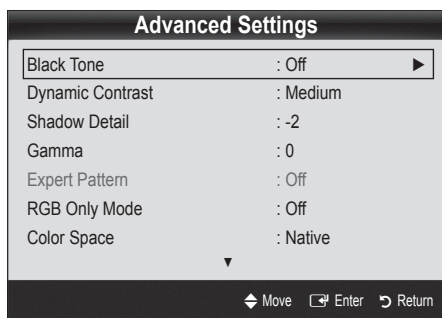 Advanced Settings
Black Tone : Off ▶
Dynamic Contrast : Medium
Shadow Detail : -2
Gamma : 0
Expert Pattern : Off
RGB Only Mode : Off
Color Space : Native
▼
Move Enter Return